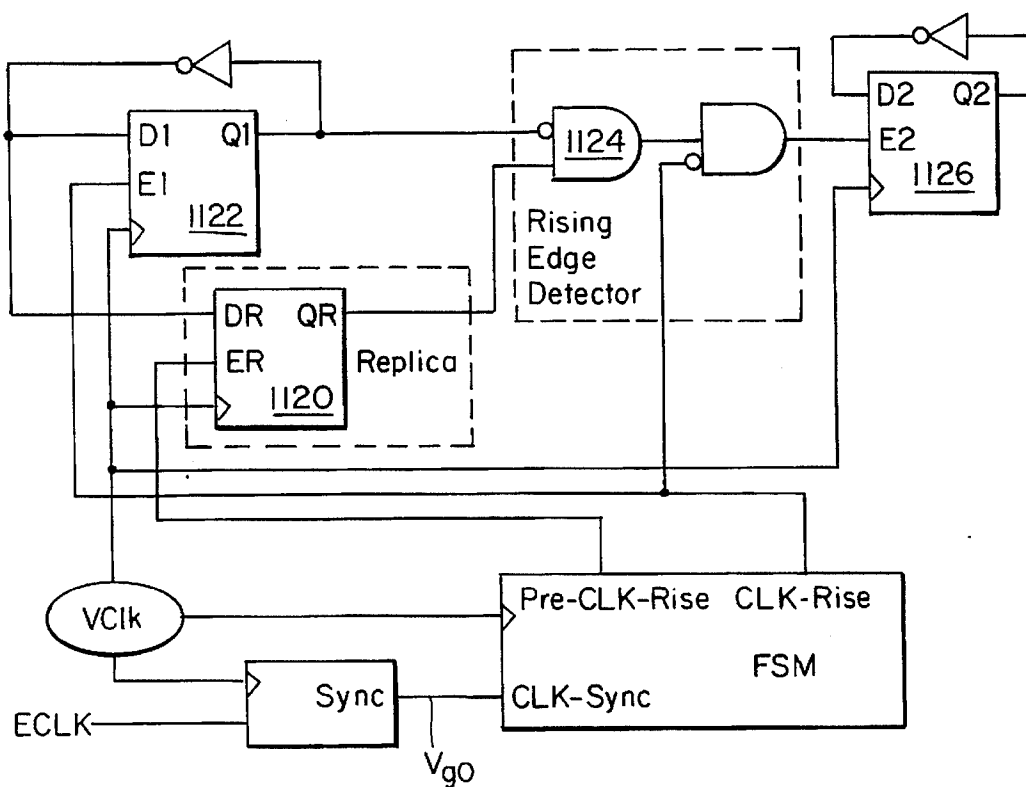 D1 Q1
E1
1122
1124
D2 Q2
E2
1126
Rising
Edge
Detector
DR QR
ER
1120
Replica
VClk
Pre-CLK-Rise CLK-Rise
FSM
CLK-Sync
Sync
ECLK
Vg0